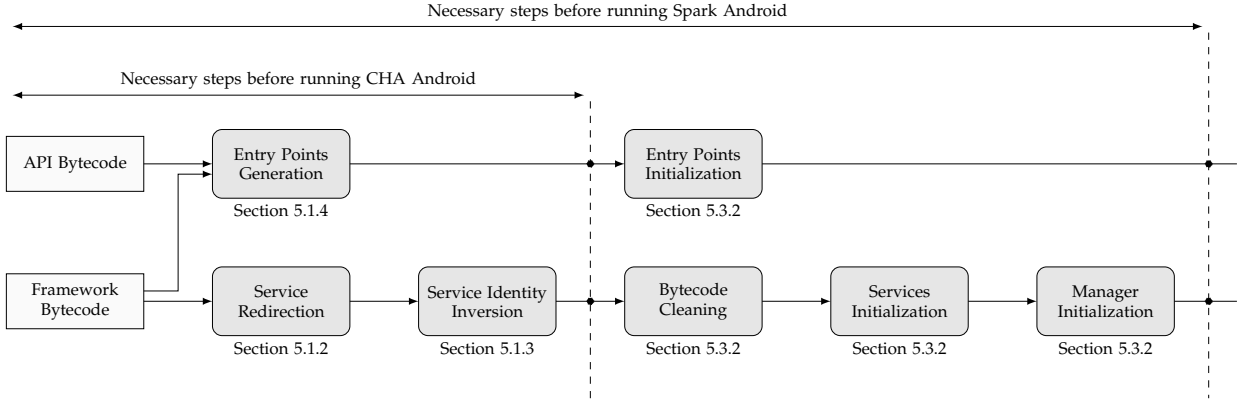 Necessary steps before running Spark Android
Necessary steps before running CHA Android
API Bytecode
Entry Points
Generation
Section 5.1.4
Entry Points
Initialization
Section 5.3.2
Framework
Bytecode
Service
Redirection
Section 5.1.2
Service Identity
Inversion
Section 5.1.3
Bytecode
Cleaning
Section 5.3.2
Services
Initialization
Section 5.3.2
Manager
Initialization
Section 5.3.2